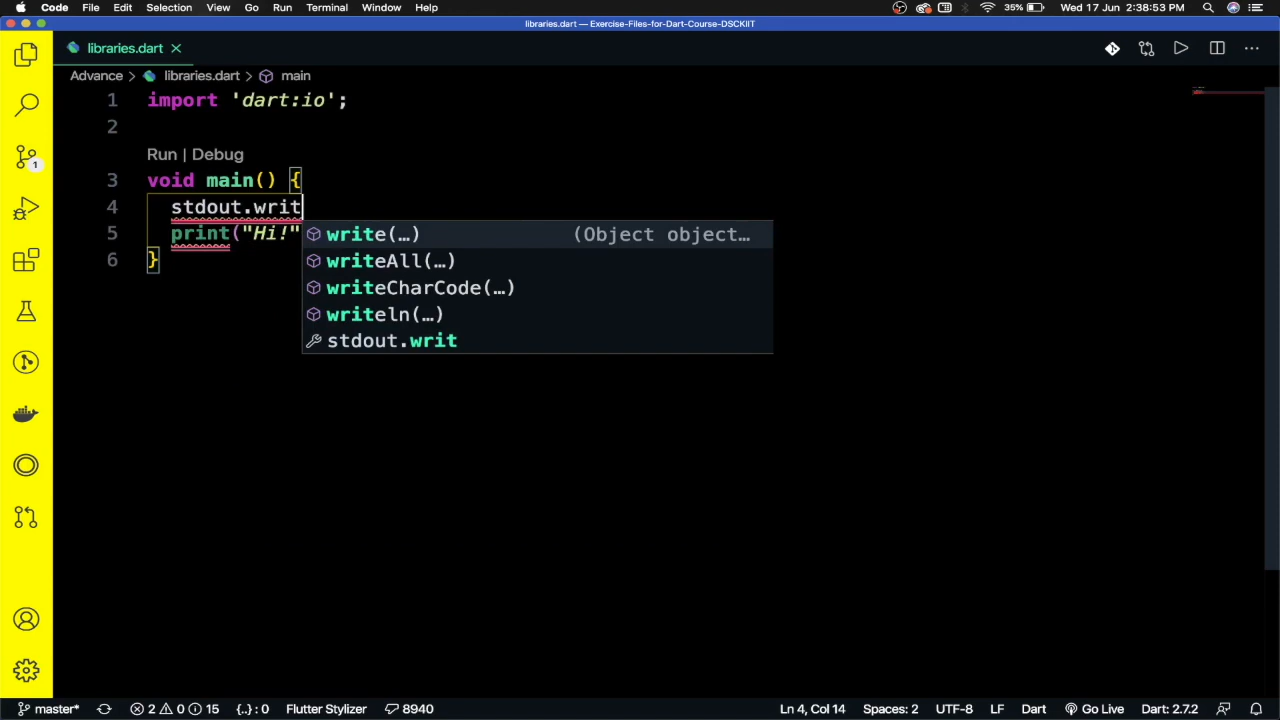 Code File Edit Selection View Go Run Terminal Window Help 35% Wed 17 Jun 2:38:53 PM
libraries.dart — Exercise-Files-for-Dart-Course-DSCKIIT
libraries.dart
Advance > libraries.dart > main
1 import 'dart:io';
2
Run | Debug
3 void main() {
4 stdout.writ
5 print("Hi!"
write(…) (Object object…
writeAll(…)
6 }
writeCharCode(…)
writeln(…)
stdout.writ
1
master* 2 0 15 {..} : 0 Flutter Stylizer 8940 Ln 4, Col 14 Spaces: 2 UTF-8 LF Dart Go Live Dart: 2.7.2